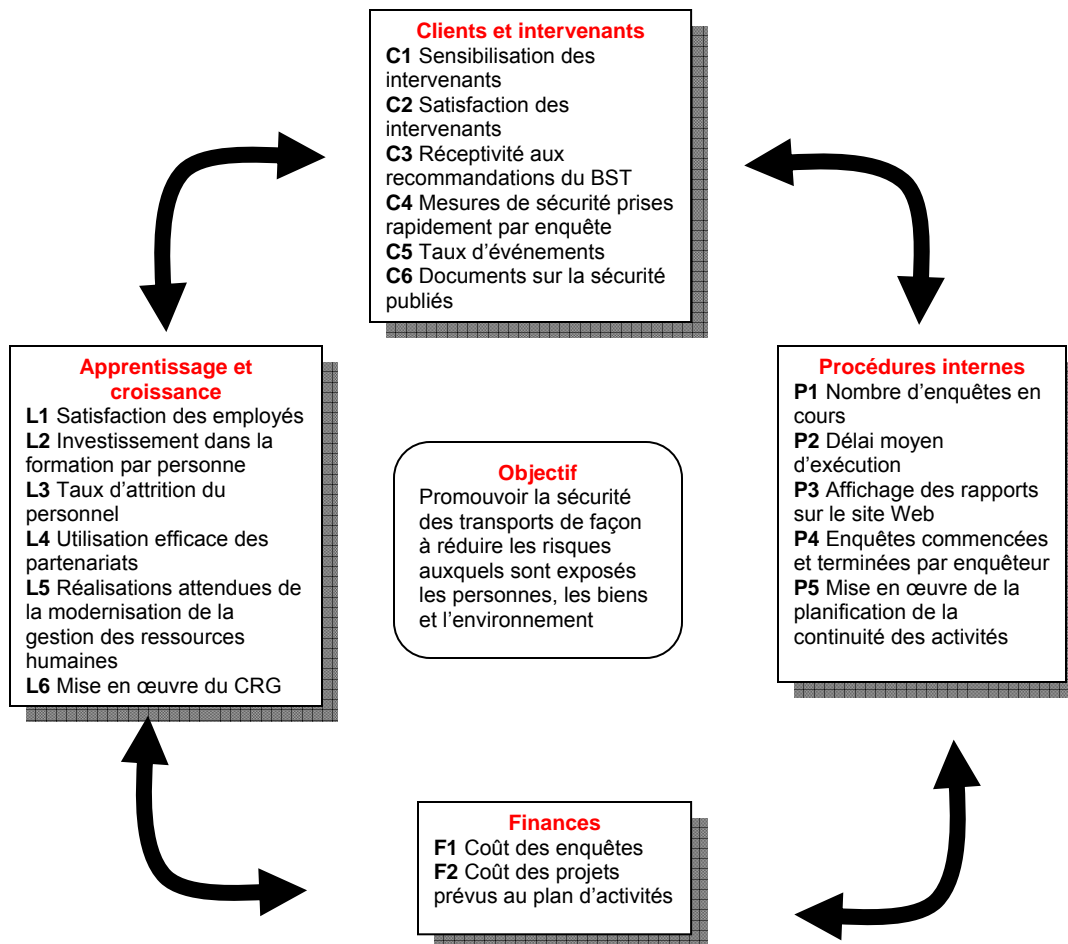 Clients et intervenants
C1 Sensibilisation des
intervenants
C2 Satisfaction des
intervenants
C3 Réceptivité aux
recommandations du BST
C4 Mesures de sécurité prises
rapidement par enquête
C5 Taux d’événements
C6 Documents sur la sécurité
publiés
Apprentissage et
croissance
L1 Satisfaction des employés
L2 Investissement dans la
formation par personne
L3 Taux d’attrition du
personnel
L4 Utilisation efficace des
partenariats
L5 Réalisations attendues de
la modernisation de la
gestion des ressources
humaines
L6 Mise en œuvre du CRG
Objectif
Promouvoir la sécurité
des transports de façon
à réduire les risques
auxquels sont exposés
les personnes, les biens
et l’environnement
Procédures internes
P1 Nombre d’enquêtes en
cours
P2 Délai moyen
d’exécution
P3 Affichage des rapports
sur le site Web
P4 Enquêtes commencées
et terminées par enquêteur
P5 Mise en œuvre de la
planification de la
continuité des activités
Finances
F1 Coût des enquêtes
F2 Coût des projets
prévus au plan d’activités